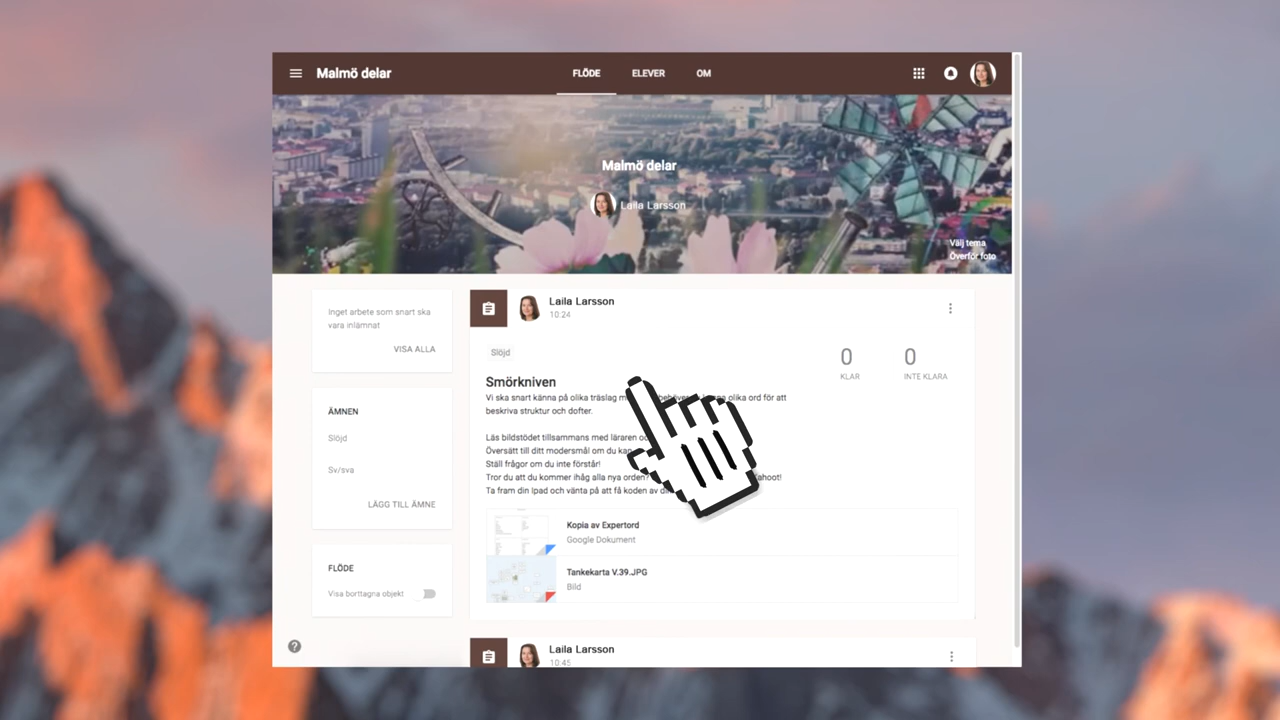 Malmö delar
FLÖDE
ELEVER
OM
Malmö delar
Laila Larsson
Välj tema
Överför foto
Inget arbete som snart ska
vara inlämnat
VISA ALLA
ÄMNEN
Slöjd
Sv/sva
LÄGG TILL ÄMNE
FLÖDE
Visa borttagna objekt
Laila Larsson
10:24
Slöjd
0
KLAR
0
INTE KLARA
Smörkniven
Vi ska snart känna på olika träslag olika ord för att
beskriva struktur och dofter.
Läs bildstödet tillsammans med läraren
Översätt till ditt modersmål om du kan
Ställ frågor om du inte förstår!
Tror du att du kommer ihåg alla nya orden?
Ta fram din Ipad och vänta på att få koden av
Kopia av Expertord
Google Dokument
Tankekarta V.39.JPG
Bild
Laila Larsson
10:45